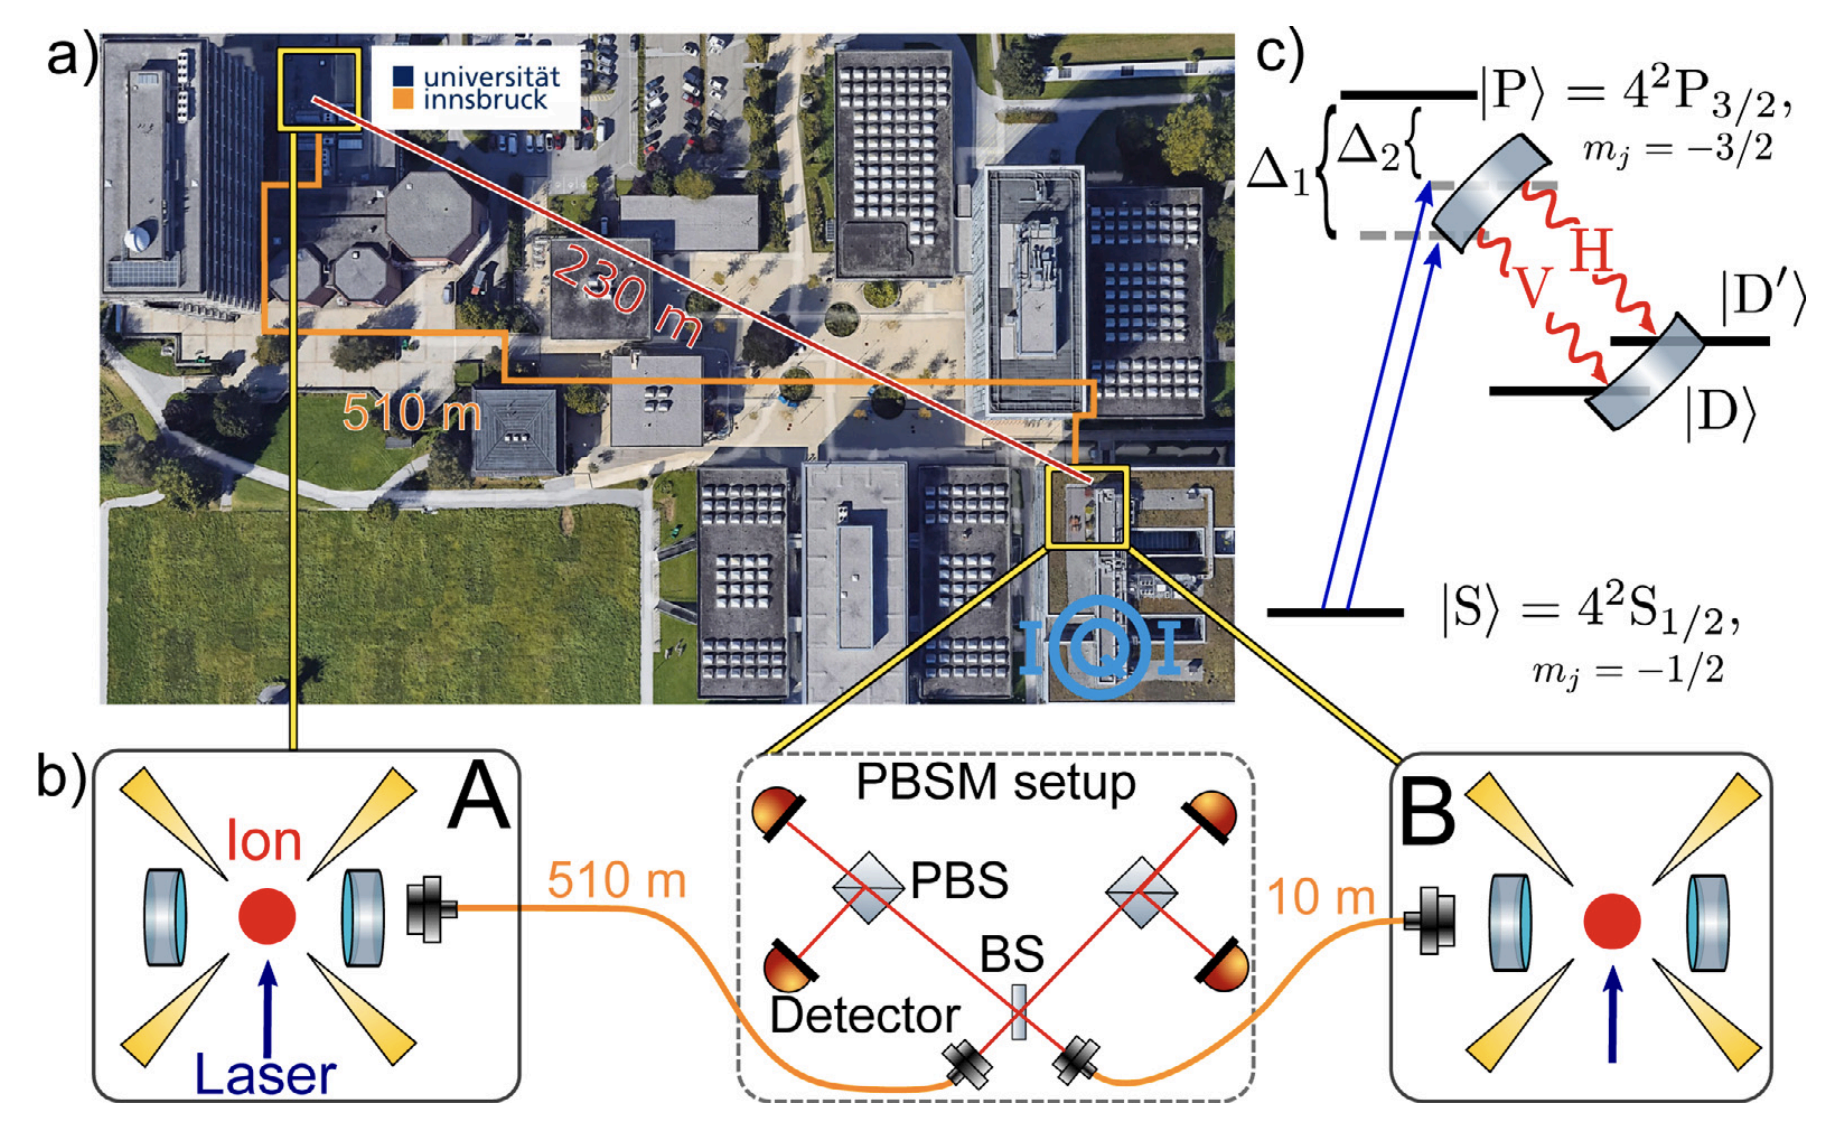 a)
universität
innsbruck
230 m
510 m
I Q I
c)
|P⟩ = 4²P₃/₂,
mⱼ = −3/2
Δ₁
Δ₂
H
V
|D′⟩
|D⟩
|S⟩ = 4²S₁/₂,
mⱼ = −1/2
b)
A
Ion
Laser
510 m
PBSM setup
PBS
BS
Detector
10 m
B